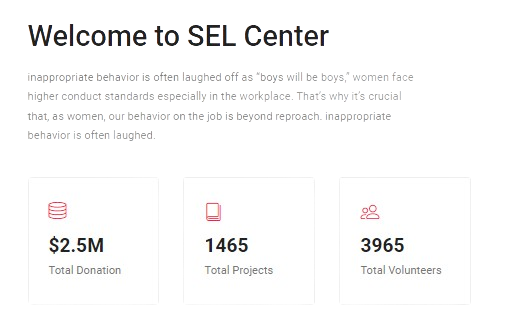 Welcome to SEL Center
inappropriate behavior is often laughed off as “boys will be boys,” women face
higher conduct standards especially in the workplace. That’s why it’s crucial
that, as women, our behavior on the job is beyond reproach. inappropriate
behavior is often laughed.
$2.5M
Total Donation
1465
Total Projects
3965
Total Volunteers